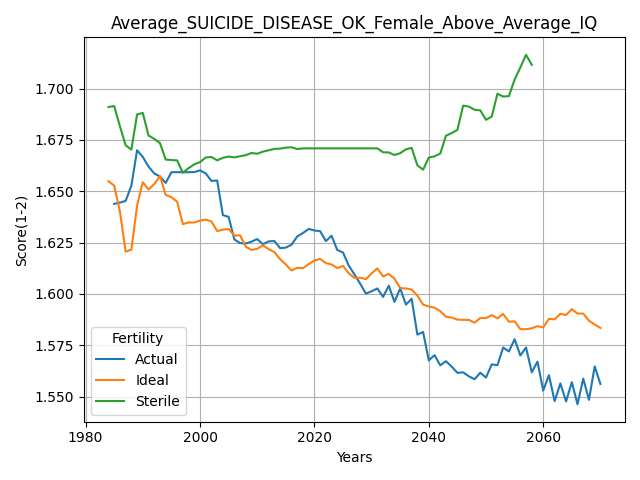 Average_SUICIDE_DISEASE_OK_Female_Above_Average_IQ
Score(1-2)
1.700
1.675
1.650
1.625
1.600
1.575
1.550
Fertility
Actual
Ideal
Sterile
1980
2000
2020
2040
2060
Years